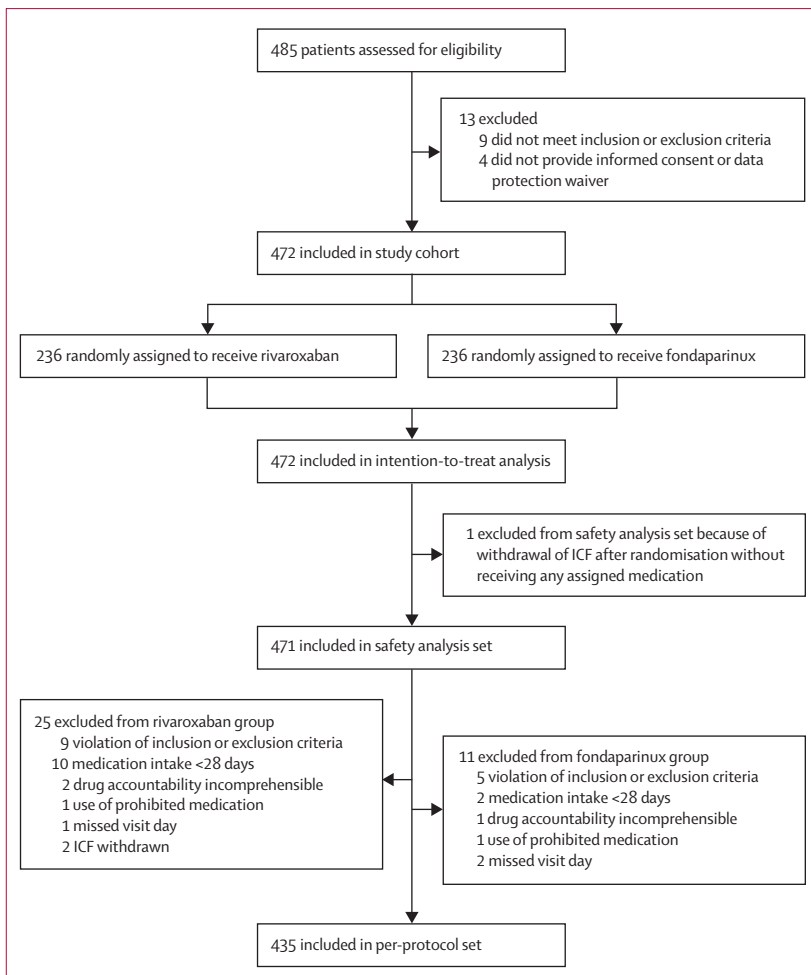 485 patients assessed for eligibility
13 excluded
9 did not meet inclusion or exclusion criteria
4 did not provide informed consent or data
protection waiver
472 included in study cohort
236 randomly assigned to receive rivaroxaban
236 randomly assigned to receive fondaparinux
472 included in intention-to-treat analysis
1 excluded from safety analysis set because of
withdrawal of ICF after randomisation without
receiving any assigned medication
471 included in safety analysis set
25 excluded from rivaroxaban group
9 violation of inclusion or exclusion criteria
10 medication intake <28 days
2 drug accountability incomprehensible
1 use of prohibited medication
1 missed visit day
2 ICF withdrawn
11 excluded from fondaparinux group
5 violation of inclusion or exclusion criteria
2 medication intake <28 days
1 drug accountability incomprehensible
1 use of prohibited medication
2 missed visit day
435 included in per-protocol set